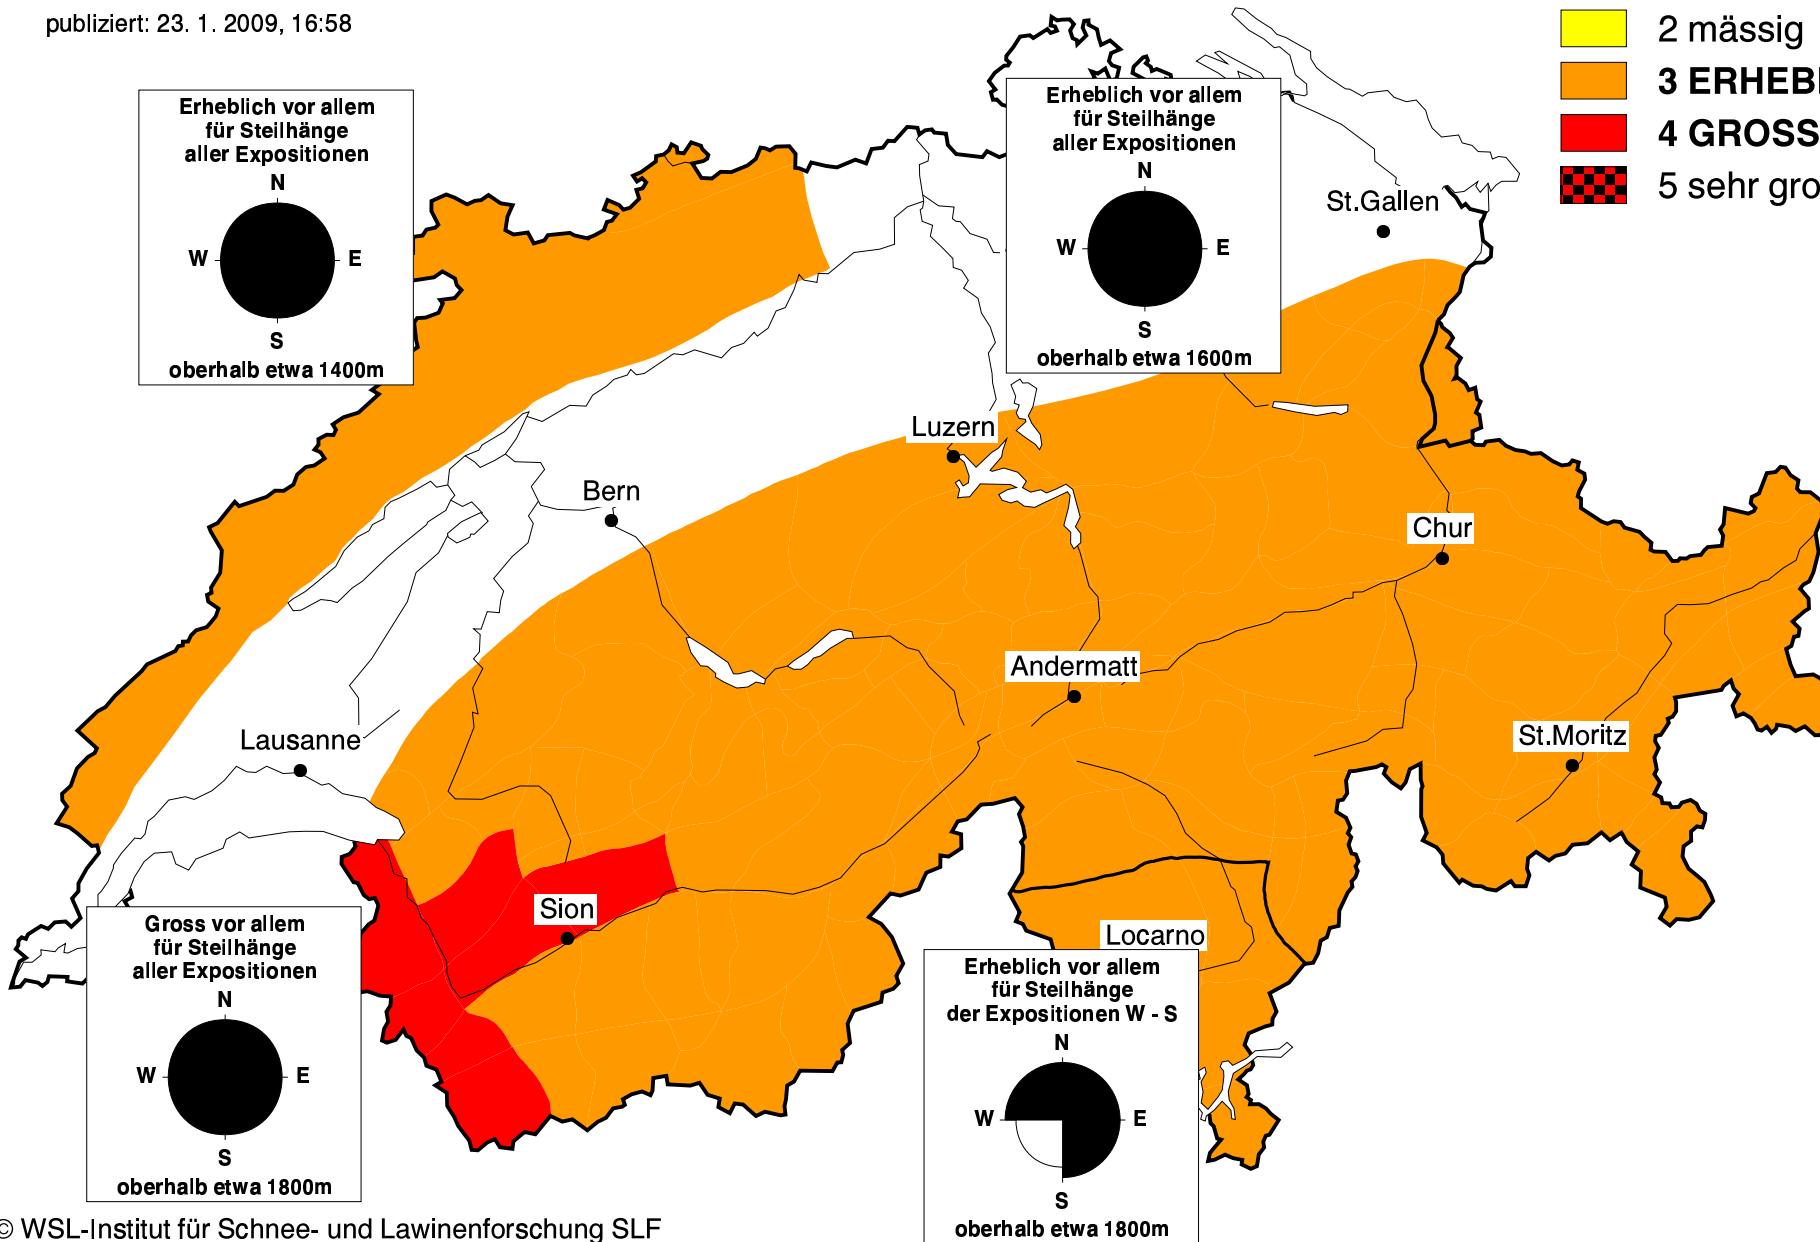 publiziert: 23. 1. 2009, 16:58
2 mässig
3 ERHEBL
4 GROSS
5 sehr gro
Erheblich vor allem
für Steilhänge
aller Expositionen
N
W E
S
oberhalb etwa 1400m
Erheblich vor allem
für Steilhänge
aller Expositionen
N
W E
S
oberhalb etwa 1600m
St.Gallen
Luzern
Bern
Chur
Andermatt
St.Moritz
Lausanne
Sion
Locarno
Gross vor allem
für Steilhänge
aller Expositionen
N
W E
S
oberhalb etwa 1800m
Erheblich vor allem
für Steilhänge
der Expositionen W - S
N
W E
S
oberhalb etwa 1800m
© WSL-Institut für Schnee- und Lawinenforschung SLF